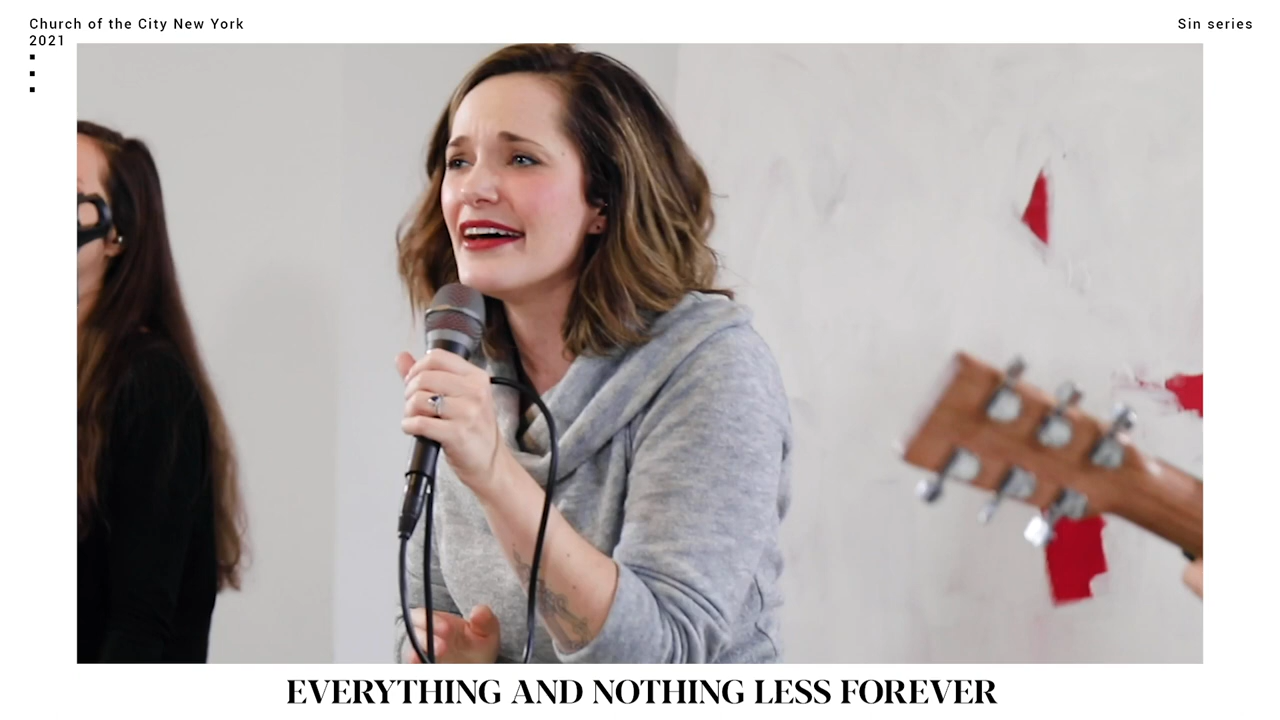 Church of the City New York
2021
Sin series
EVERYTHING AND NOTHING LESS FOREVER